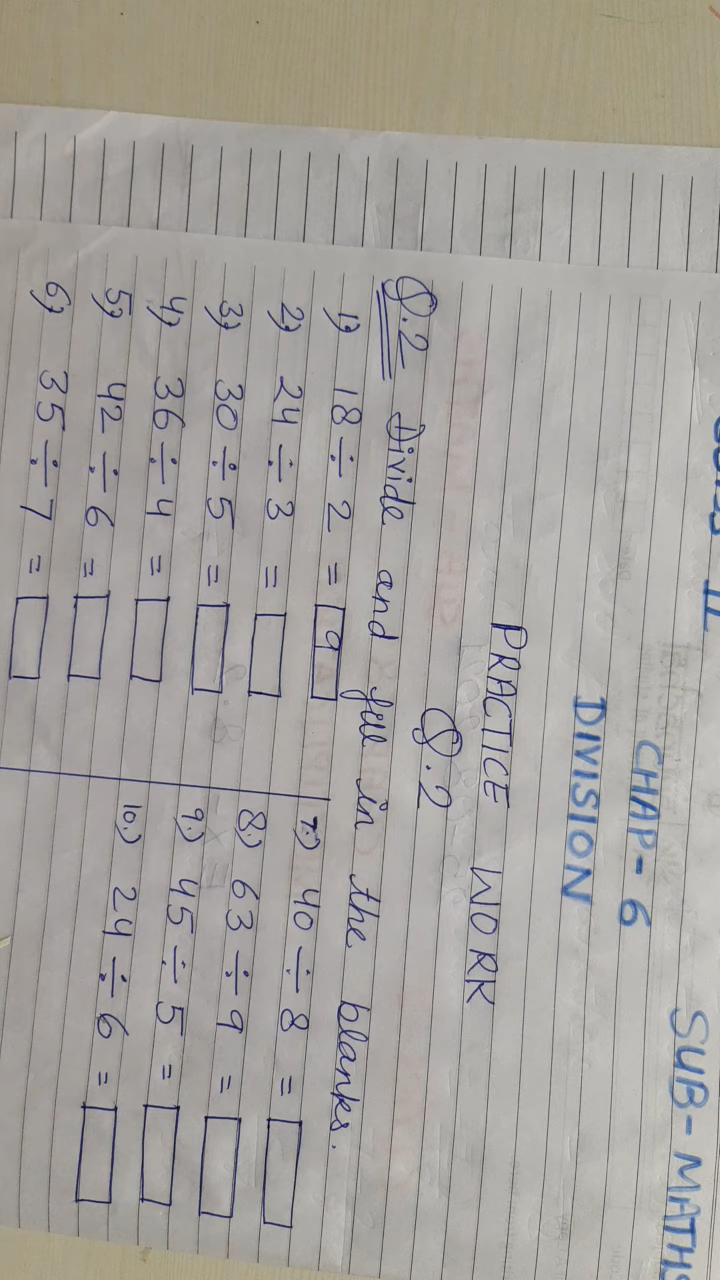 II
SUB-MATHS
CHAP-6
DIVISION
PRACTICE WORK
Q.2
Q.2 Divide and fill in the blanks.
1) 18÷2 = 9
2) 24÷3 =
3) 30÷5 =
4) 36÷4 =
5) 42÷6 =
6) 35÷7 =
7.) 40÷8 =
8.) 63÷9 =
9.) 45÷5 =
10.) 24÷6 =